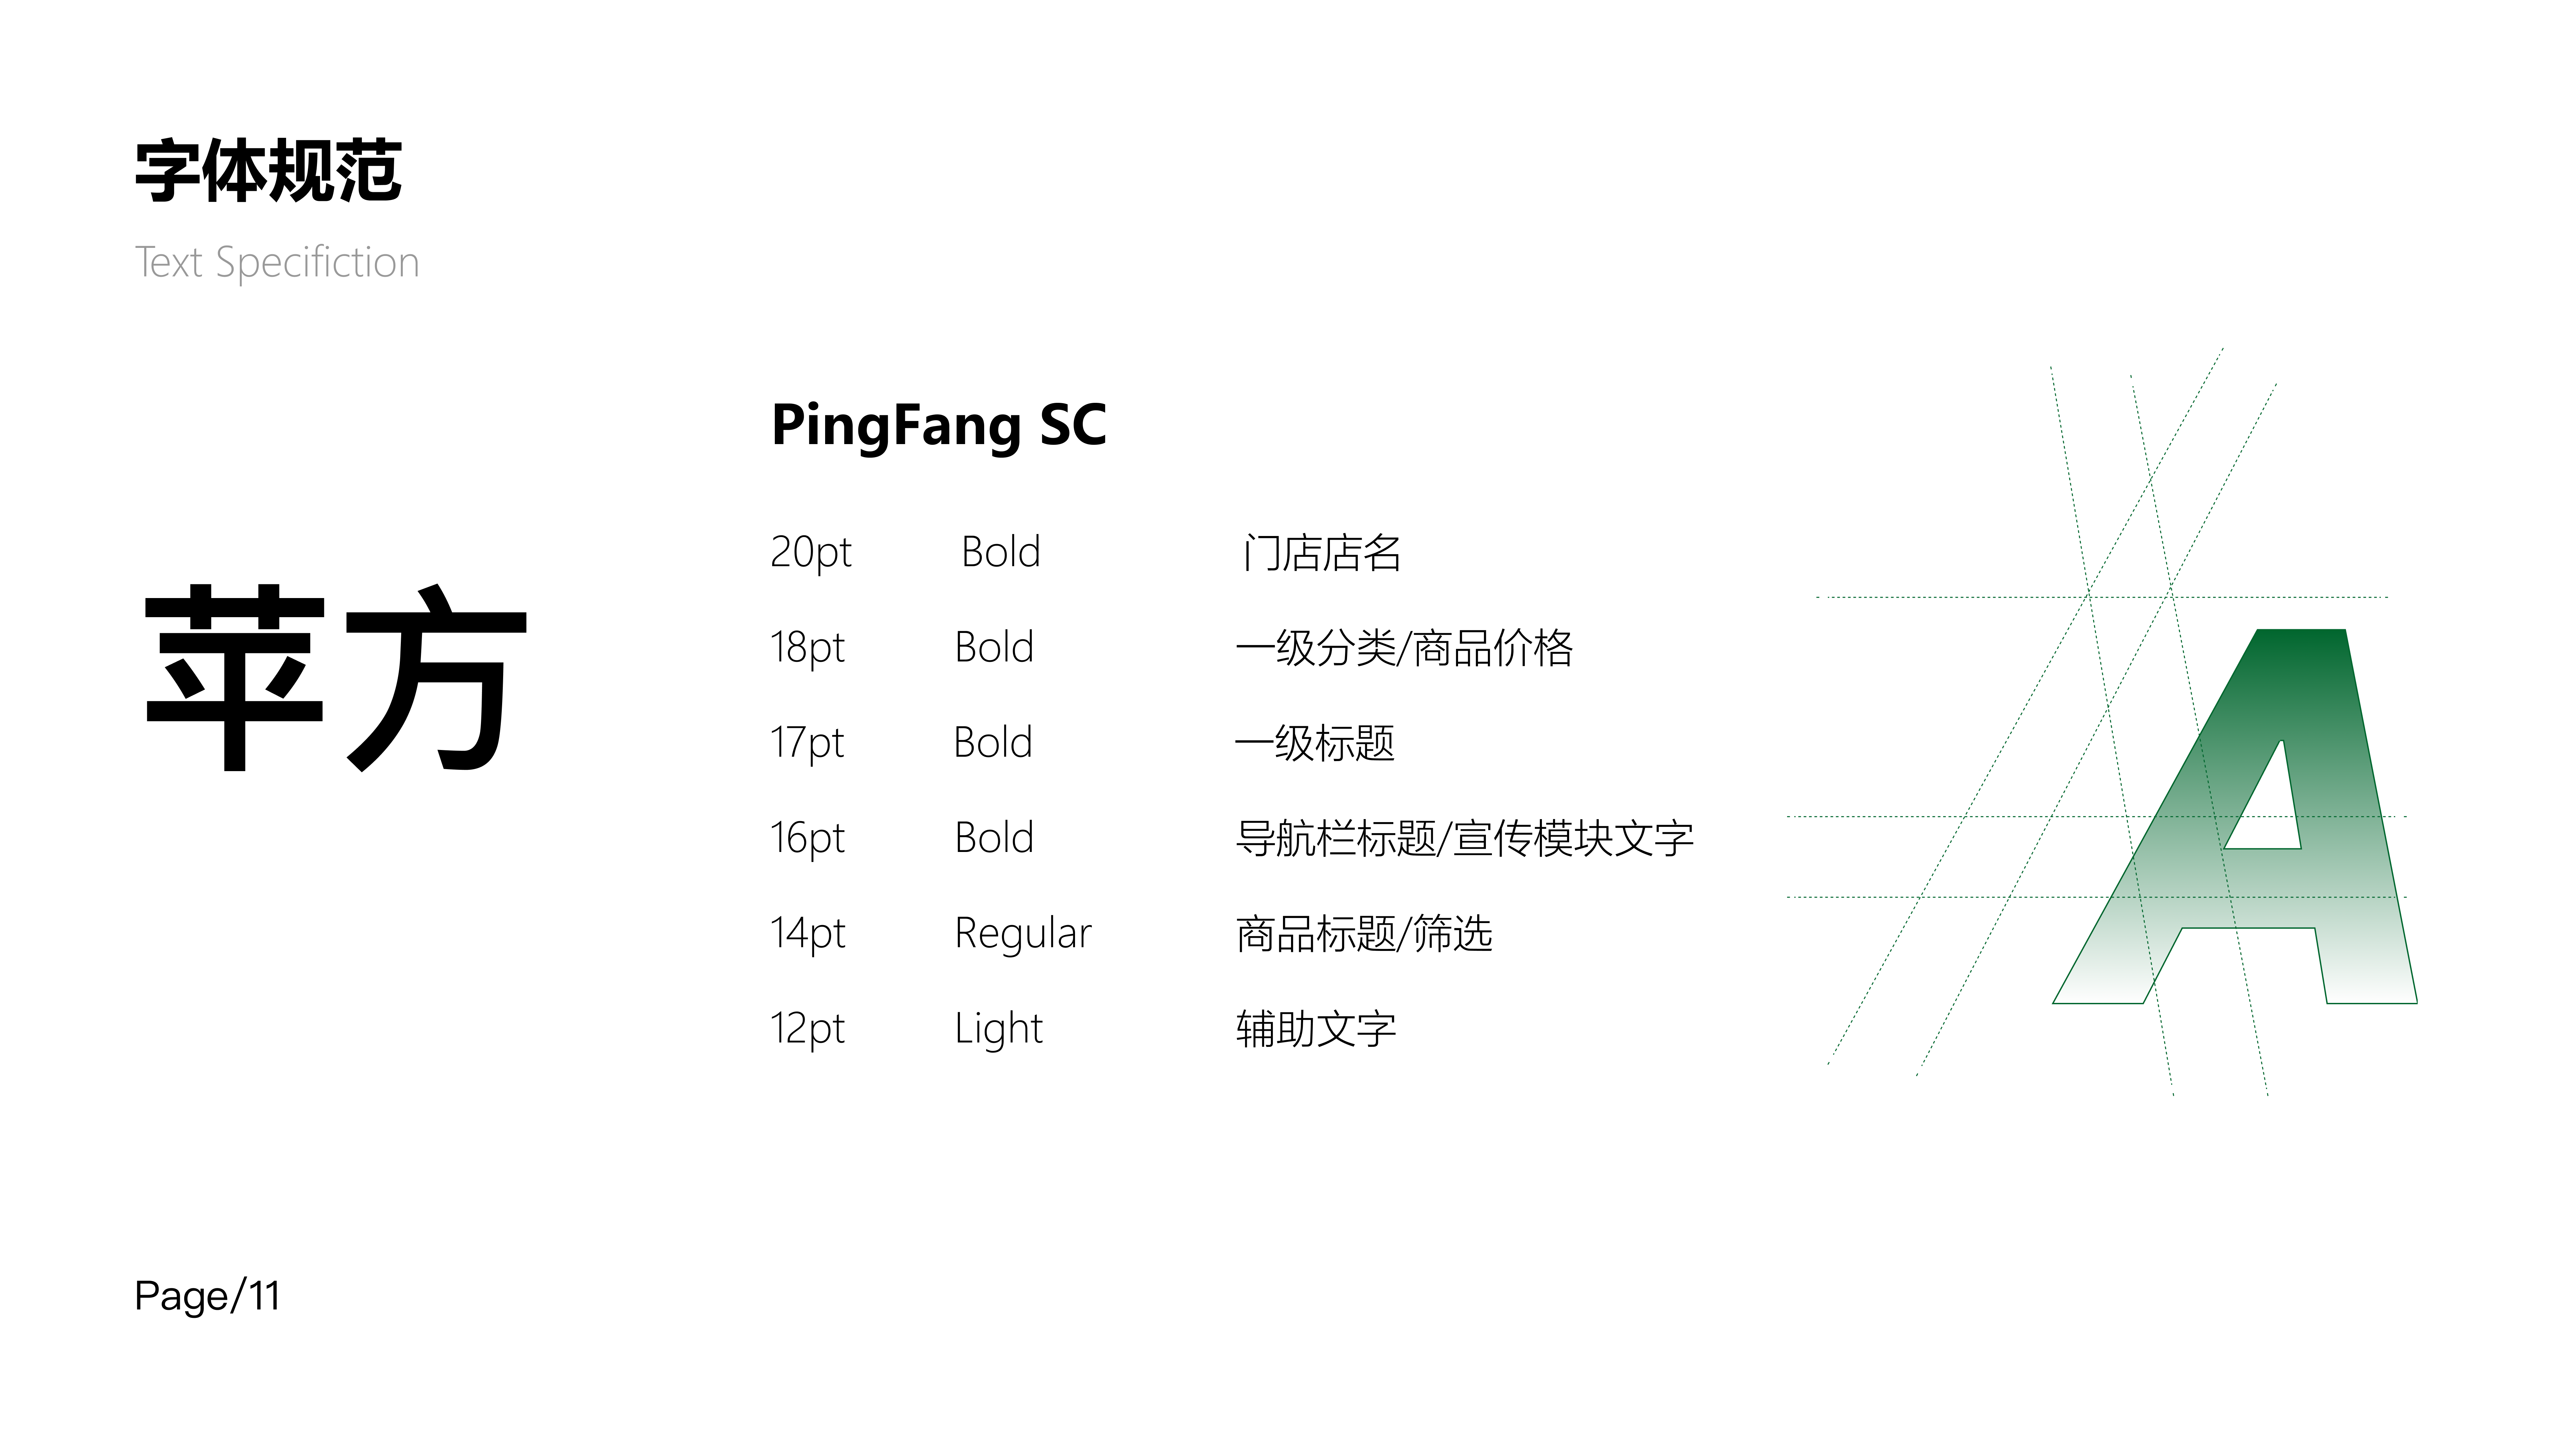 字体规范
Text Specifiction
苹方
PingFang SC
20pt Bold 门店店名
18pt Bold 一级分类/商品价格
17pt Bold 一级标题
16pt Bold 导航栏标题/宣传模块文字
14pt Regular 商品标题/筛选
12pt Light 辅助文字
A
Page/11